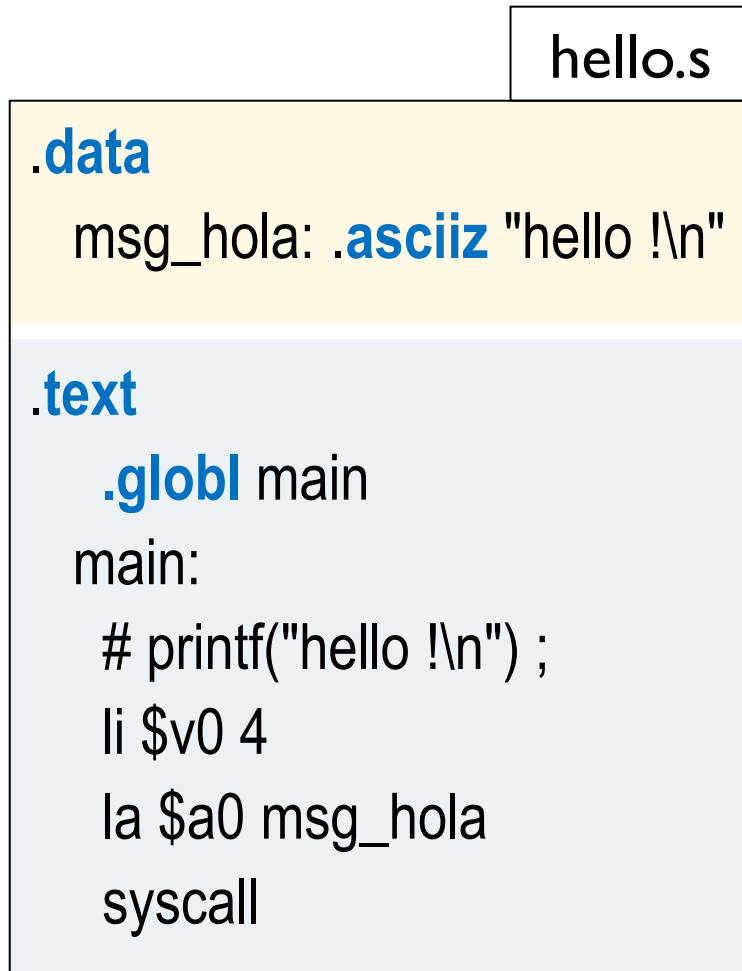 hello.s
.data
msg_hola: .asciiz "hello !\n"
.text
.globl main
main:
# printf("hello !\n") ;
li $v0 4
la $a0 msg_hola
syscall